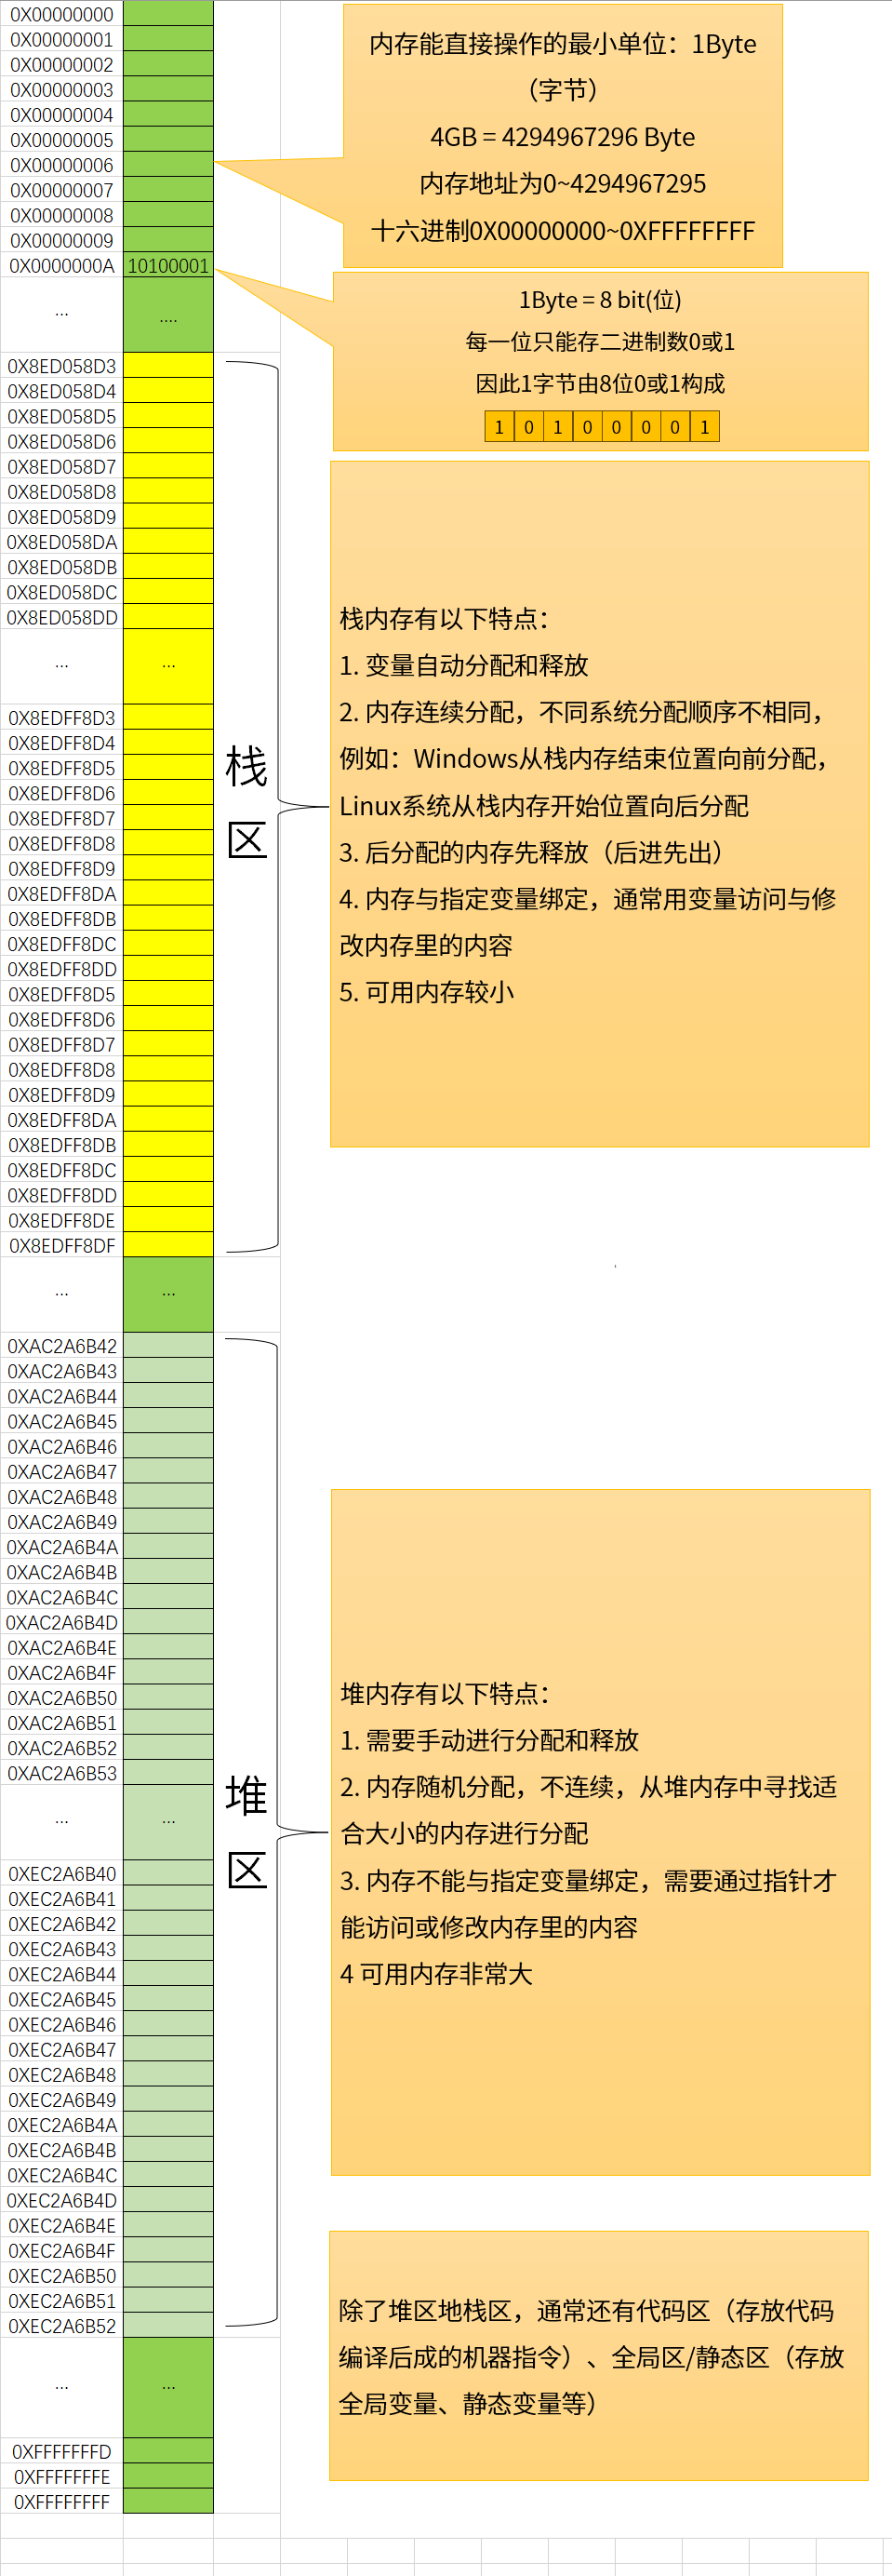 0X00000000
0X00000001
0X00000002
0X00000003
0X00000004
0X00000005
0X00000006
0X00000007
0X00000008
0X00000009
0X0000000A 10100001
... ....
内存能直接操作的最小单位：1Byte
（字节）
4GB = 4294967296 Byte
内存地址为0~4294967295
十六进制0X00000000~0XFFFFFFFF
1Byte = 8 bit(位)
每一位只能存二进制数0或1
因此1字节由8位0或1构成
1 0 1 0 0 0 0 1
0X8ED058D3
0X8ED058D4
0X8ED058D5
0X8ED058D6
0X8ED058D7
0X8ED058D8
0X8ED058D9
0X8ED058DA
0X8ED058DB
0X8ED058DC
0X8ED058DD
... ...
0X8EDFF8D3
0X8EDFF8D4
0X8EDFF8D5
0X8EDFF8D6
0X8EDFF8D7
0X8EDFF8D8
0X8EDFF8D9
0X8EDFF8DA
0X8EDFF8DB
0X8EDFF8DC
0X8EDFF8DD
0X8EDFF8D5
0X8EDFF8D6
0X8EDFF8D7
0X8EDFF8D8
0X8EDFF8D9
0X8EDFF8DA
0X8EDFF8DB
0X8EDFF8DC
0X8EDFF8DD
0X8EDFF8DE
0X8EDFF8DF
栈
区
栈内存有以下特点：
1. 变量自动分配和释放
2. 内存连续分配，不同系统分配顺序不相同，
例如：Windows从栈内存结束位置向前分配，
Linux系统从栈内存开始位置向后分配
3. 后分配的内存先释放（后进先出）
4. 内存与指定变量绑定，通常用变量访问与修
改内存里的内容
5. 可用内存较小
... ...
0XAC2A6B42
0XAC2A6B43
0XAC2A6B44
0XAC2A6B45
0XAC2A6B46
0XAC2A6B47
0XAC2A6B48
0XAC2A6B49
0XAC2A6B4A
0XAC2A6B4B
0XAC2A6B4C
0XAC2A6B4D
0XAC2A6B4E
0XAC2A6B4F
0XAC2A6B50
0XAC2A6B51
0XAC2A6B52
0XAC2A6B53
... ...
0XEC2A6B40
0XEC2A6B41
0XEC2A6B42
0XEC2A6B43
0XEC2A6B44
0XEC2A6B45
0XEC2A6B46
0XEC2A6B47
0XEC2A6B48
0XEC2A6B49
0XEC2A6B4A
0XEC2A6B4B
0XEC2A6B4C
0XEC2A6B4D
0XEC2A6B4E
0XEC2A6B4F
0XEC2A6B50
0XEC2A6B51
0XEC2A6B52
堆
区
堆内存有以下特点：
1. 需要手动进行分配和释放
2. 内存随机分配，不连续，从堆内存中寻找适
合大小的内存进行分配
3. 内存不能与指定变量绑定，需要通过指针才
能访问或修改内存里的内容
4 可用内存非常大
... ...
0XFFFFFFFD
0XFFFFFFFE
0XFFFFFFFF
除了堆区地栈区，通常还有代码区（存放代码
编译后成的机器指令）、全局区/静态区（存放
全局变量、静态变量等）